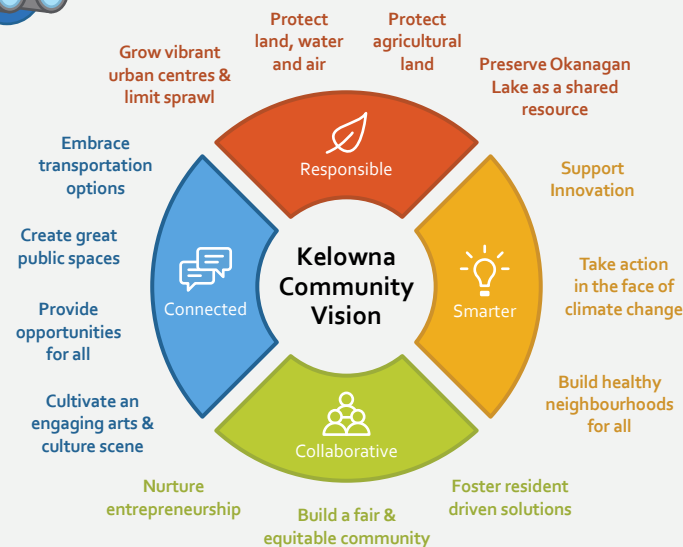 Protect
land, water
and air
Protect
agricultural
land
Grow vibrant
urban centres &
limit sprawl
Preserve Okanagan
Lake as a shared
resource
Responsible
Embrace
transportation
options
Create great
public spaces
Provide
opportunities
for all
Cultivate an
engaging arts &
culture scene
Connected
Kelowna
Community
Vision
Smarter
Support
Innovation
Take action
in the face of
climate change
Build healthy
neighbourhoods
for all
Collaborative
Nurture
entrepreneurship
Build a fair &
equitable community
Foster resident
driven solutions